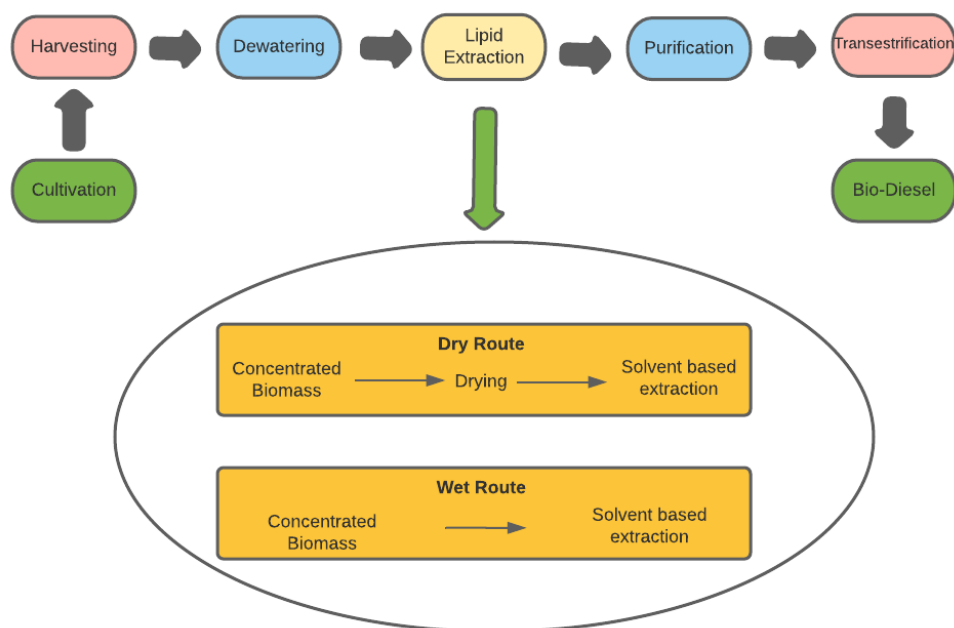 Harvesting
Dewatering
Lipid
Extraction
Purification
Transestrification
Cultivation
Bio-Diesel
Dry Route
Concentrated
Biomass
Drying
Solvent based
extraction
Wet Route
Concentrated
Biomass
Solvent based
extraction